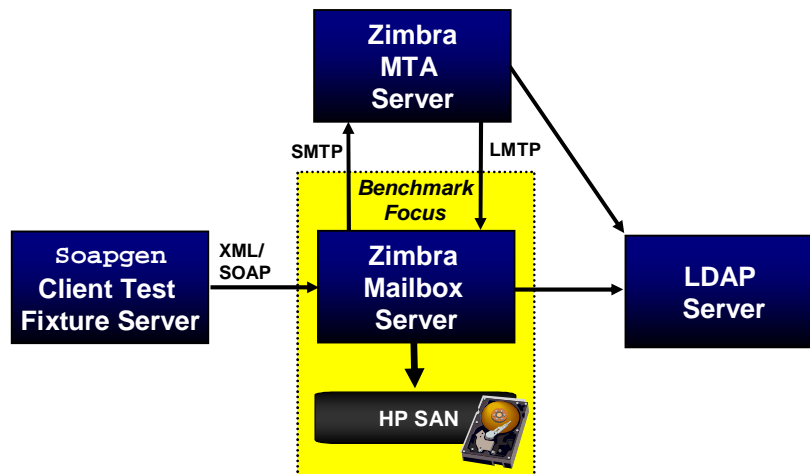 Zimbra
MTA
Server
SMTP
LMTP
Benchmark
Focus
Soapgen
Client Test
Fixture Server
XML/
SOAP
Zimbra
Mailbox
Server
LDAP
Server
HP SAN